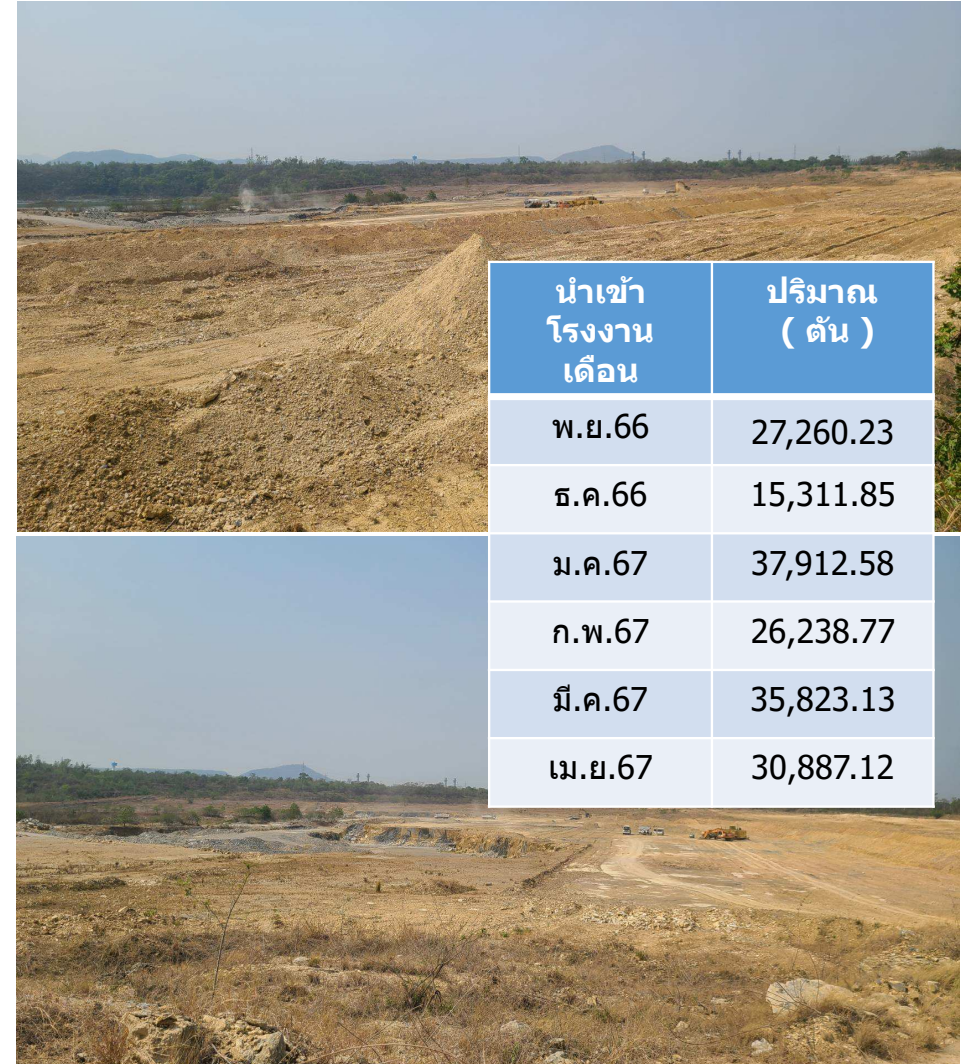 นำเข้า ปริมาณ
โรงงาน ( ตัน )
เดือน
พ.ย.66 27,260.23
ธ.ค.66 15,311.85
ม.ค.67 37,912.58
ก.พ.67 26,238.77
มี.ค.67 35,823.13
เม.ย.67 30,887.12